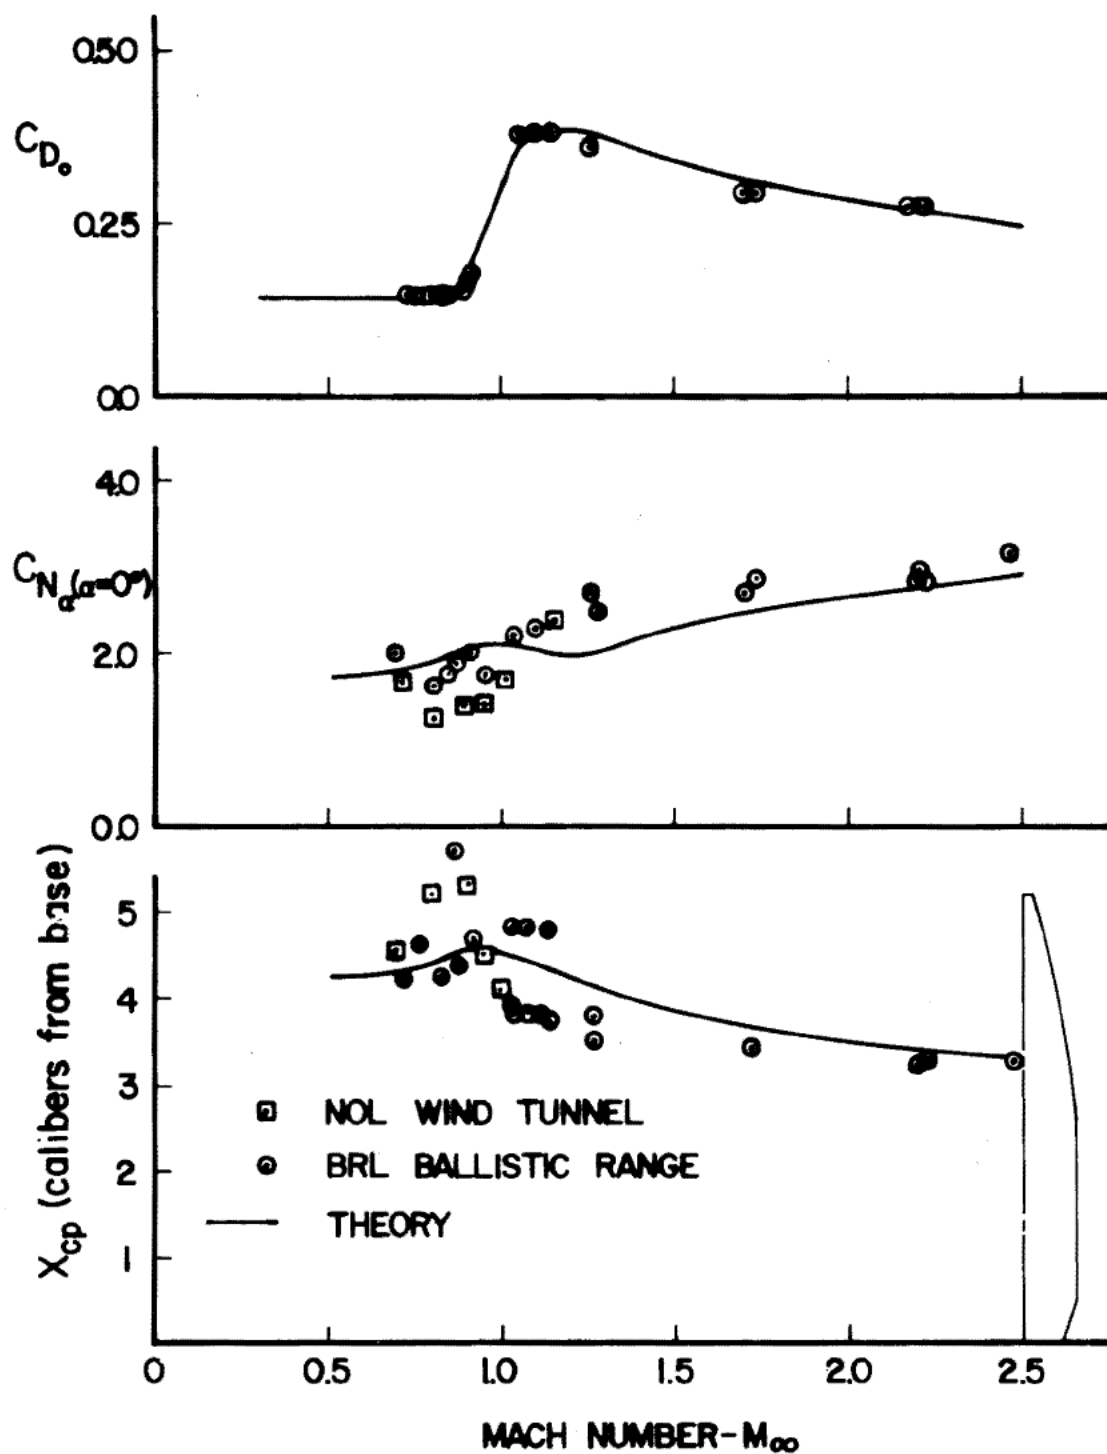 0.50
C_D₀
0.25
0.0
4.0
C_Nα(α=0°)
2.0
0.0
X_cp (calibers from base)
5
4
3
2
1
NOL WIND TUNNEL
BRL BALLISTIC RANGE
THEORY
0 0.5 1.0 1.5 2.0 2.5
MACH NUMBER-M∞